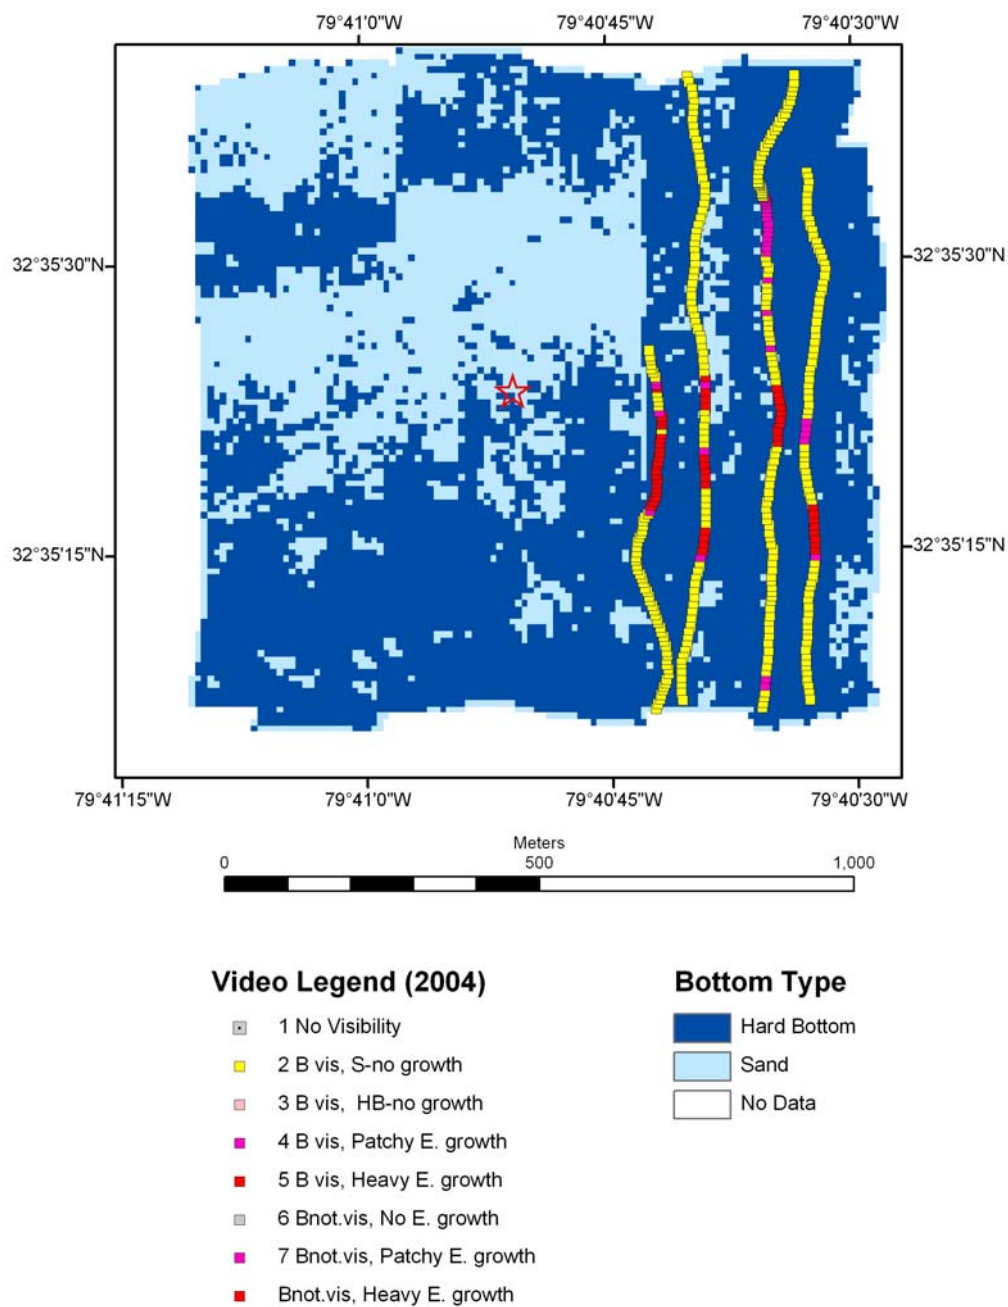 79°41'0"W 79°40'45"W 79°40'30"W
32°35'30"N 32°35'30"N
32°35'15"N 32°35'15"N
79°41'15"W 79°41'0"W 79°40'45"W 79°40'30"W
Meters
0 500 1,000
Video Legend (2004)
1 No Visibility
2 B vis, S-no growth
3 B vis, HB-no growth
4 B vis, Patchy E. growth
5 B vis, Heavy E. growth
6 Bnot.vis, No E. growth
7 Bnot.vis, Patchy E. growth
Bnot.vis, Heavy E. growth
Bottom Type
Hard Bottom
Sand
No Data